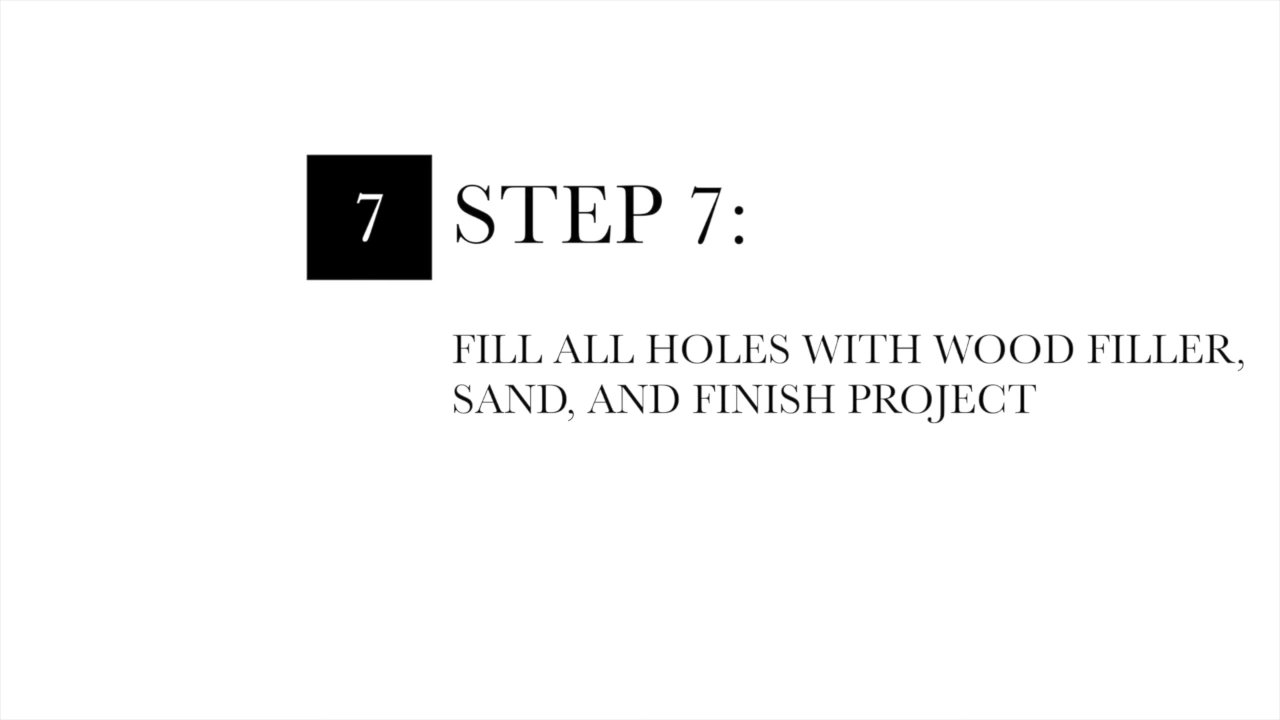 7 STEP 7:
FILL ALL HOLES WITH WOOD FILLER,
SAND, AND FINISH PROJECT